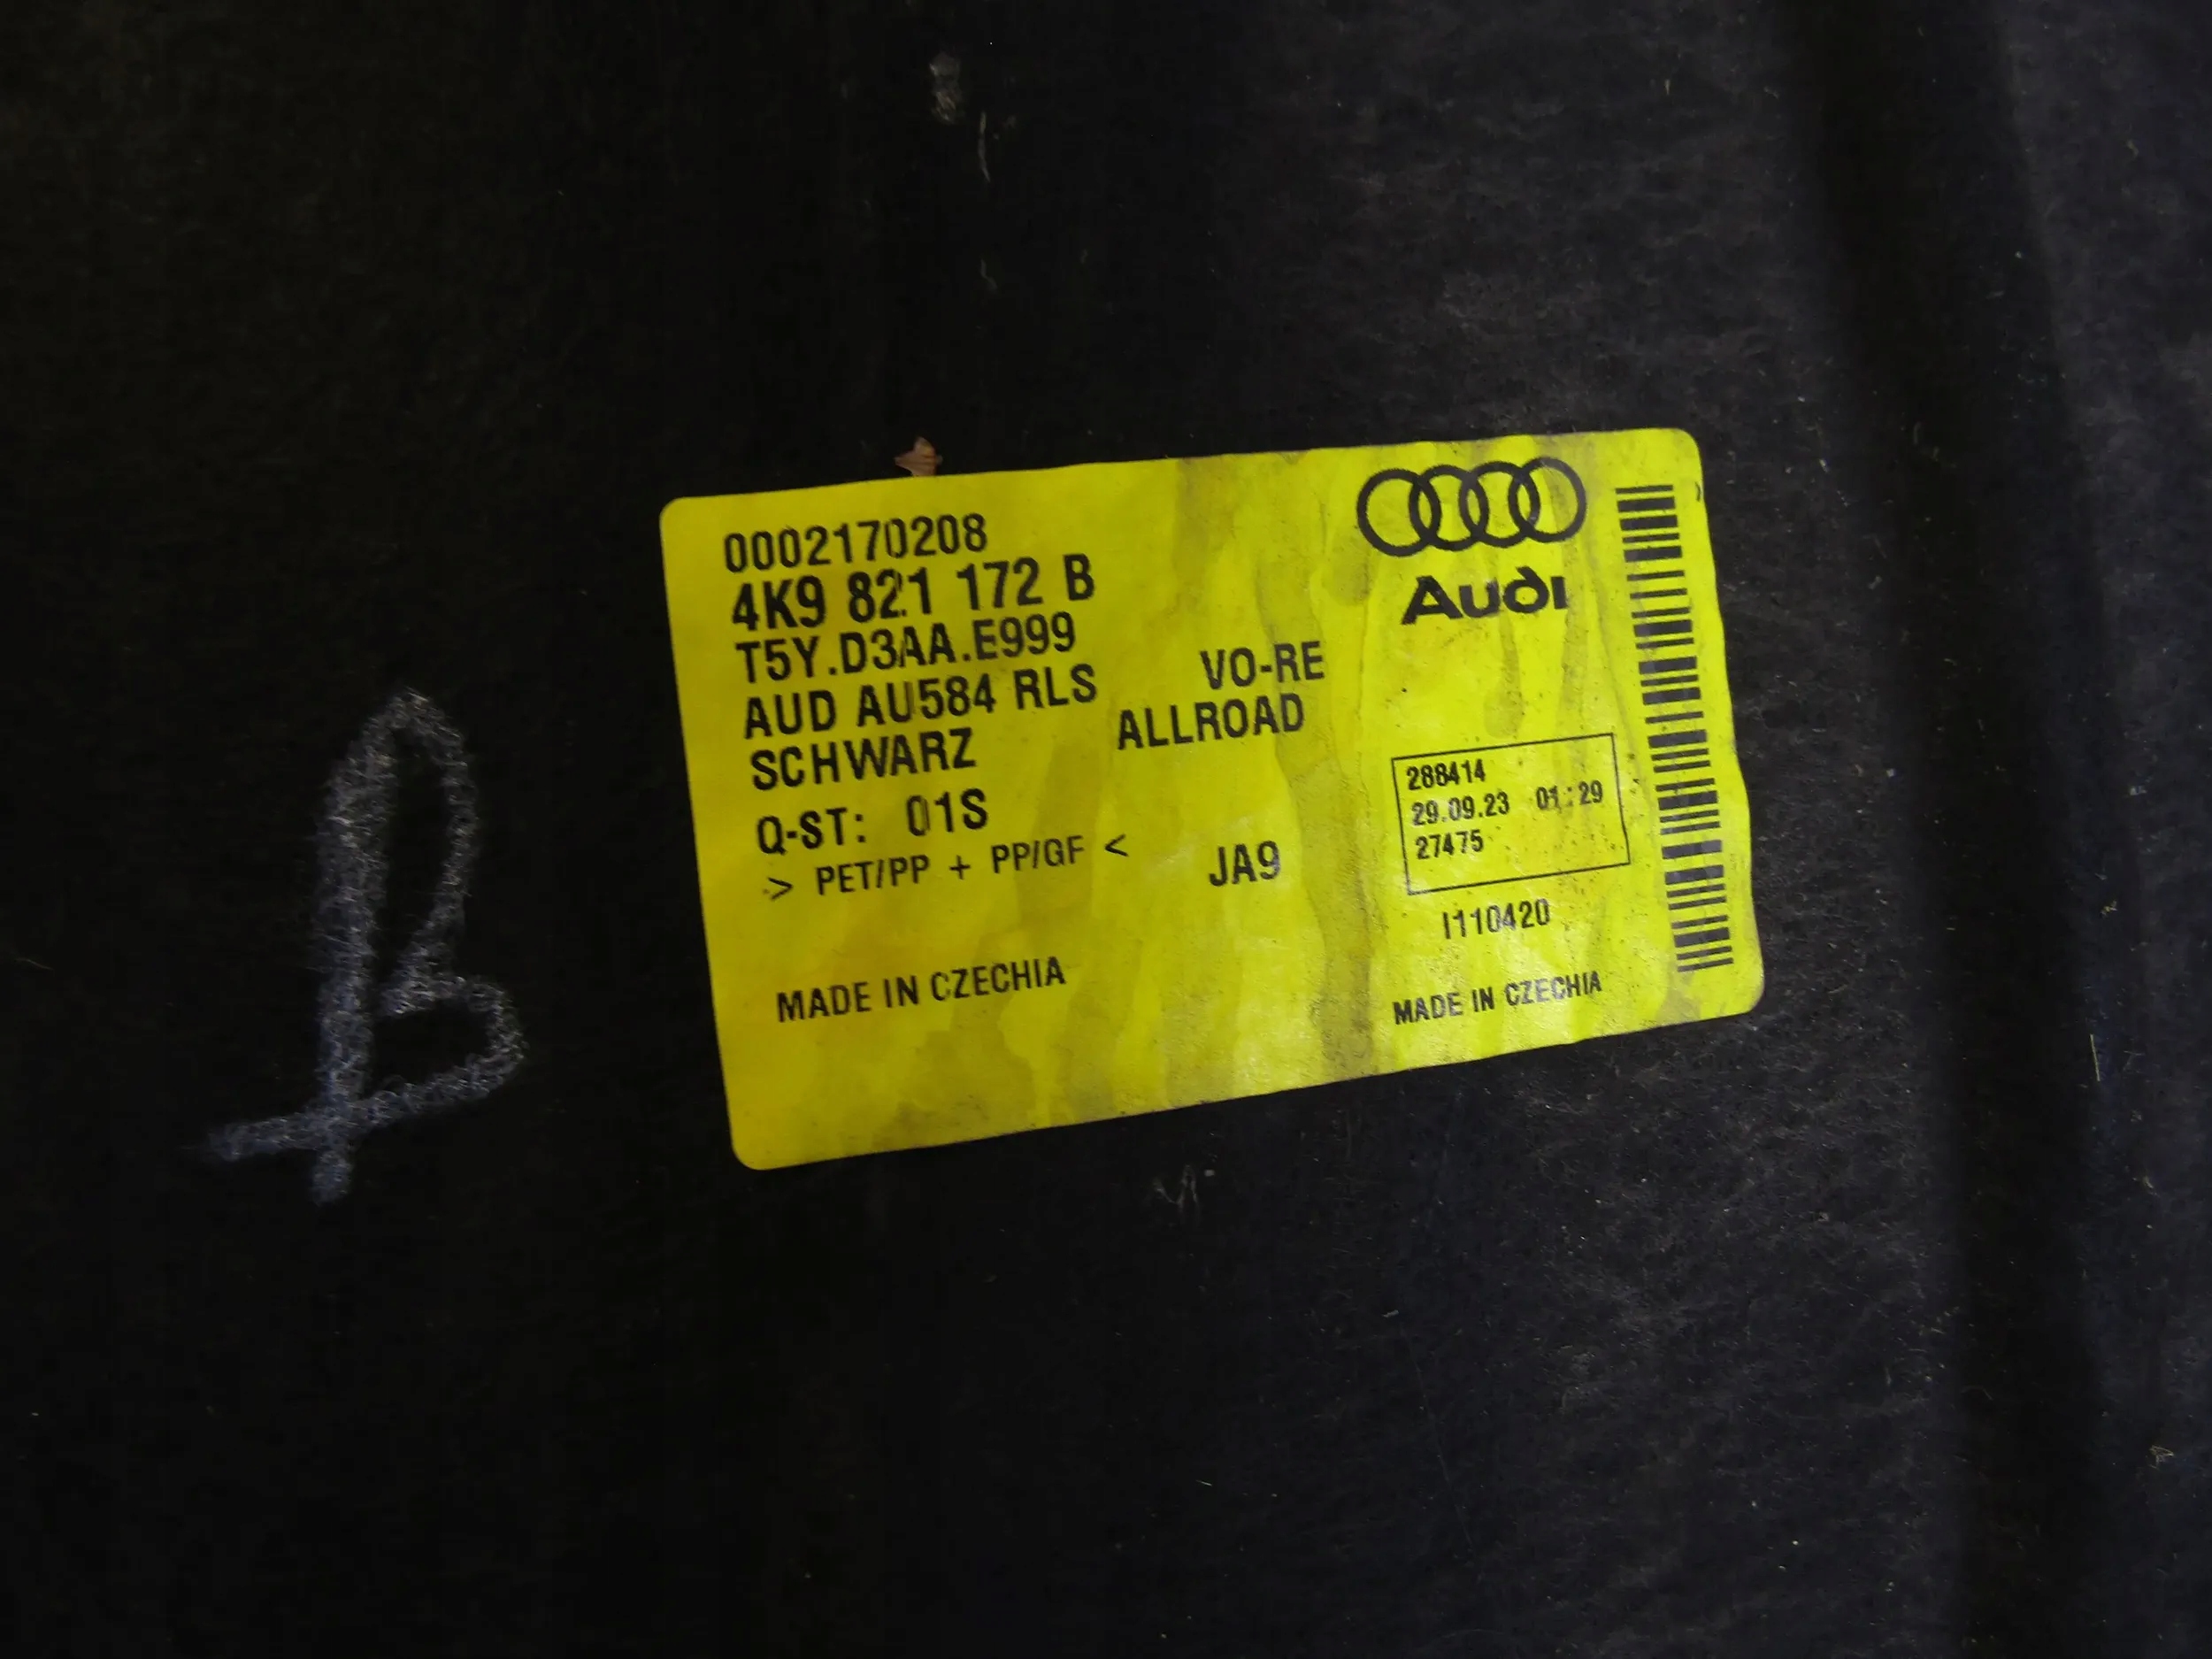 0002170208
4K9 821 172 B
T5Y.D3AA.E999
AUD AU584 RLS VO-RE
SCHWARZ ALLROAD
Q-ST: 01S
> PET/PP + PP/GF < JA9
MADE IN CZECHIA
Audi
288414
29.09.23 01:29
27475
I110420
MADE IN CZECHIA